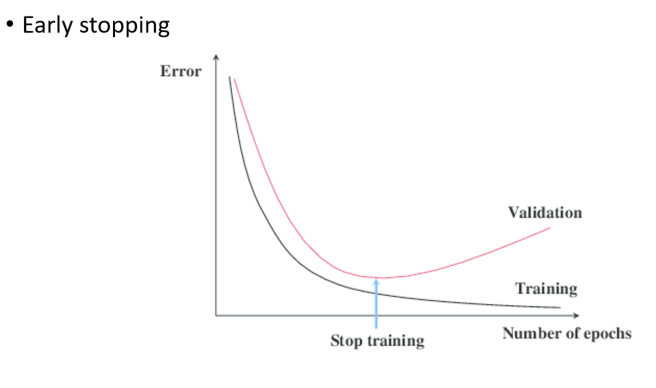 • Early stopping
Error
Validation
Training
Number of epochs
Stop training